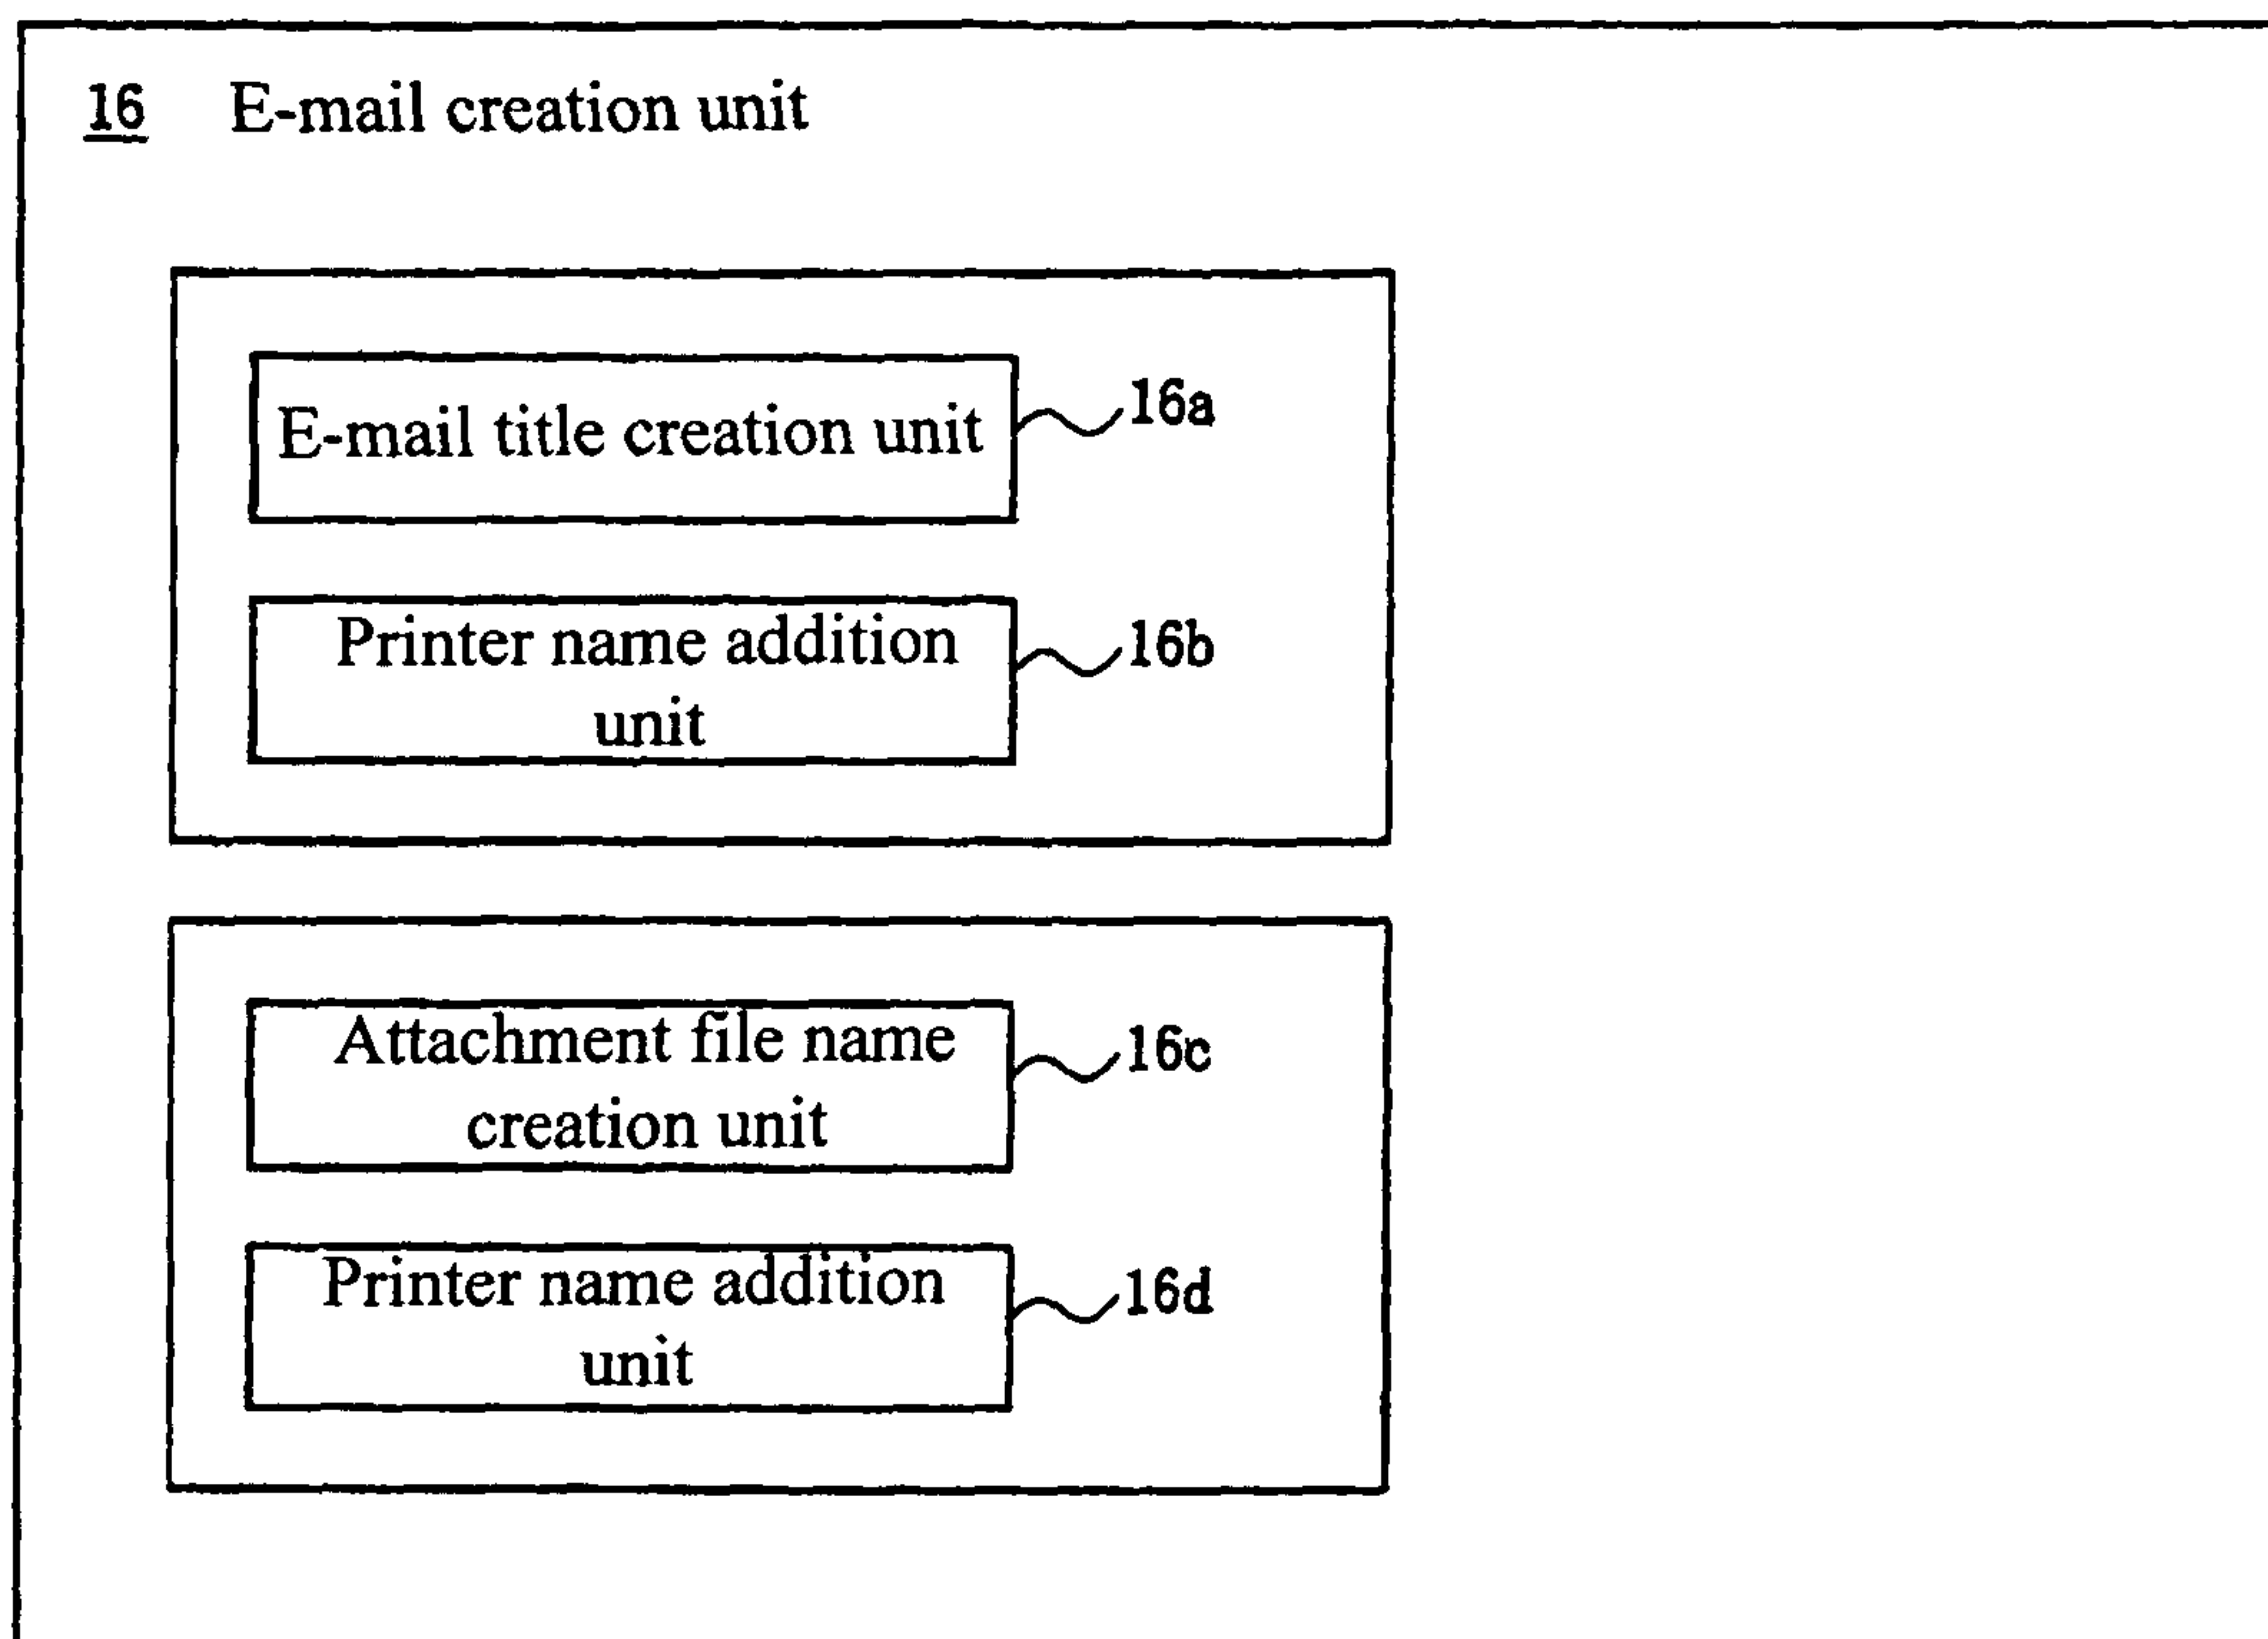 16 E-mail creation unit
E-mail title creation unit
16a
Printer name addition
unit
16b
Attachment file name
creation unit
16c
Printer name addition
unit
16d